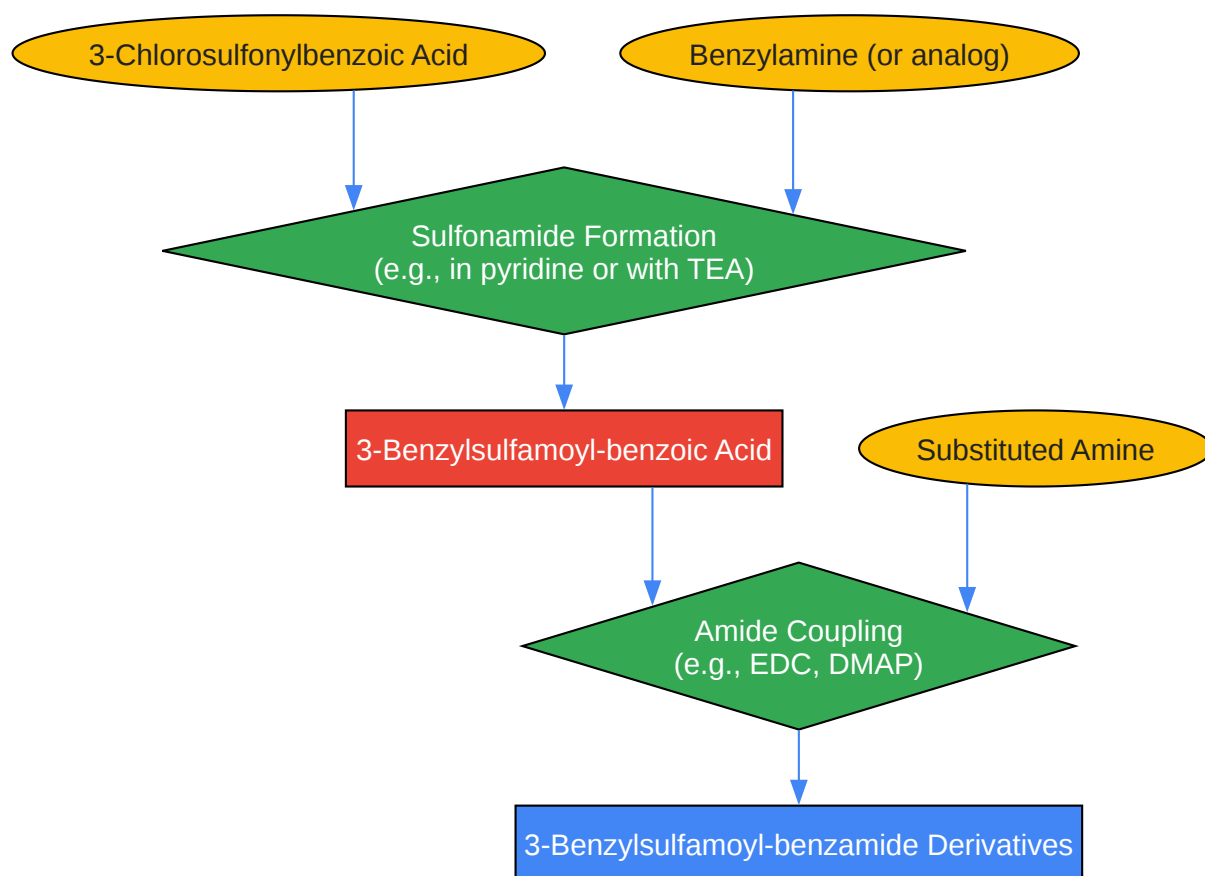 3-Chlorosulfonylbenzoic Acid
Benzylamine (or analog)
Sulfonamide Formation
(e.g., in pyridine or with TEA)
3-Benzylsulfamoyl-benzoic Acid
Substituted Amine
Amide Coupling
(e.g., EDC, DMAP)
3-Benzylsulfamoyl-benzamide Derivatives